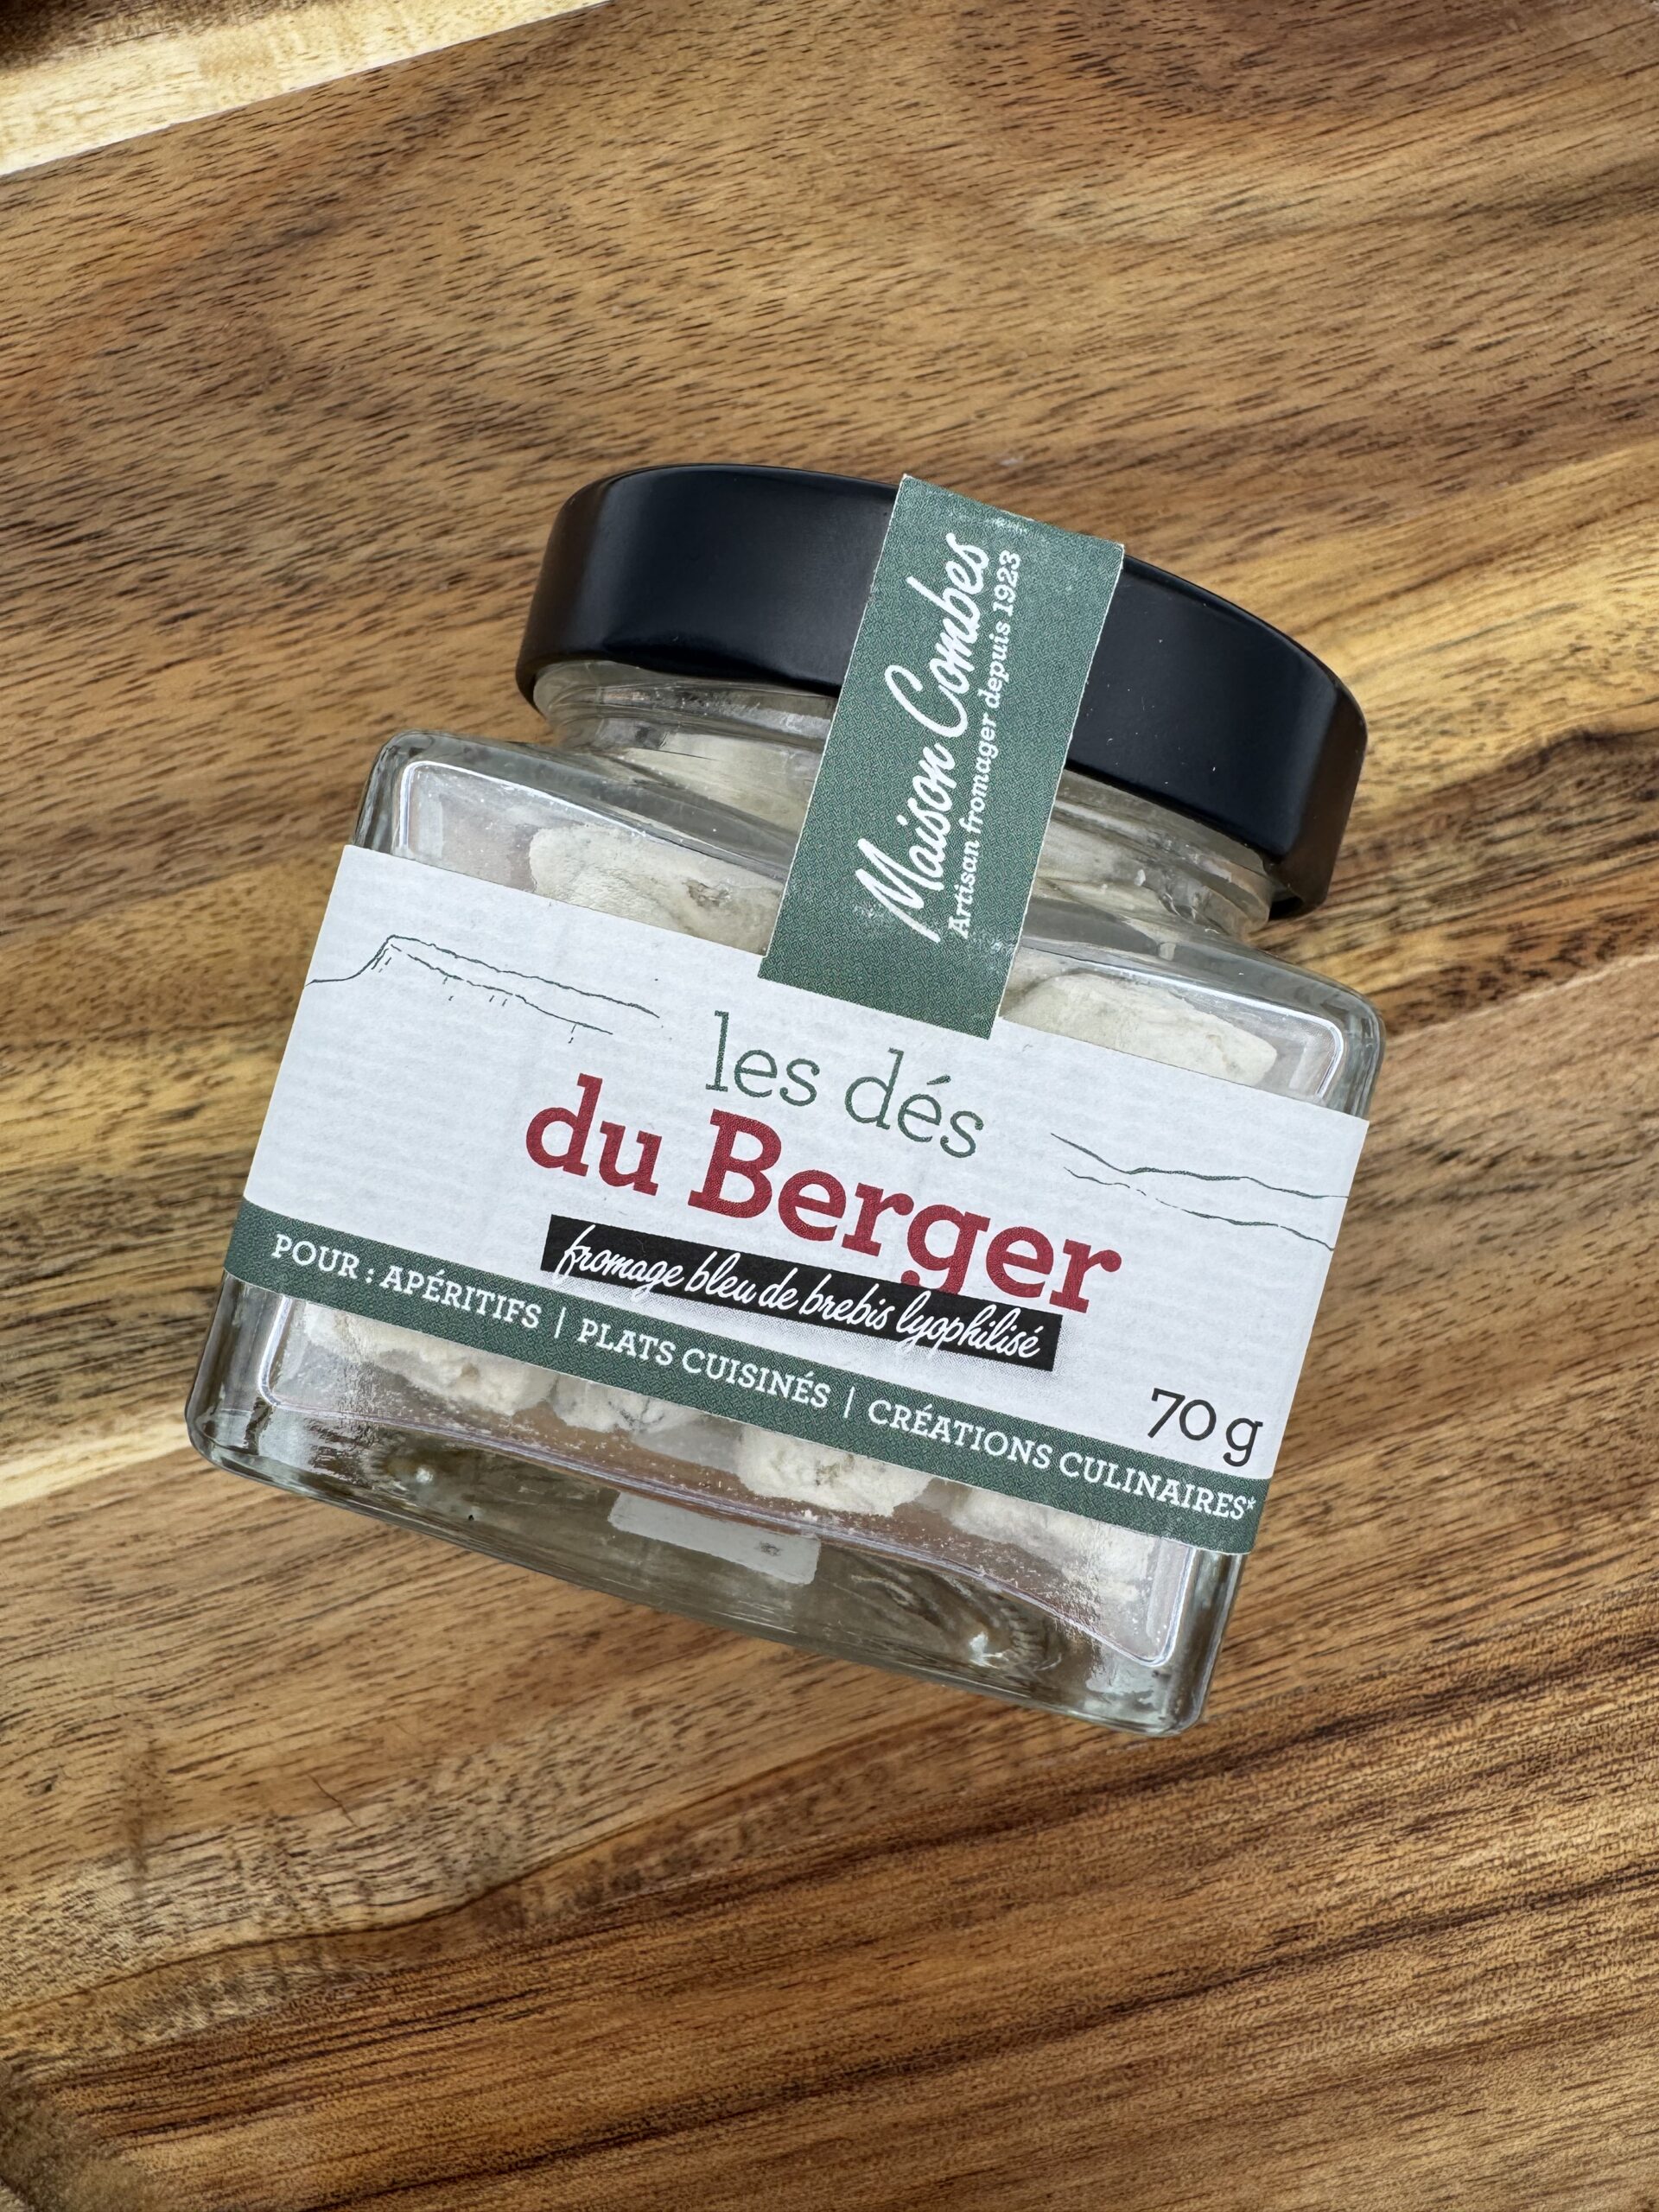 Maison Combes
Artisan fromager depuis 1923
les dés
du Berger
fromage bleu de brebis lyophilisé
POUR : APÉRITIFS | PLATS CUISINÉS | CRÉATIONS CULINAIRES*
70 g